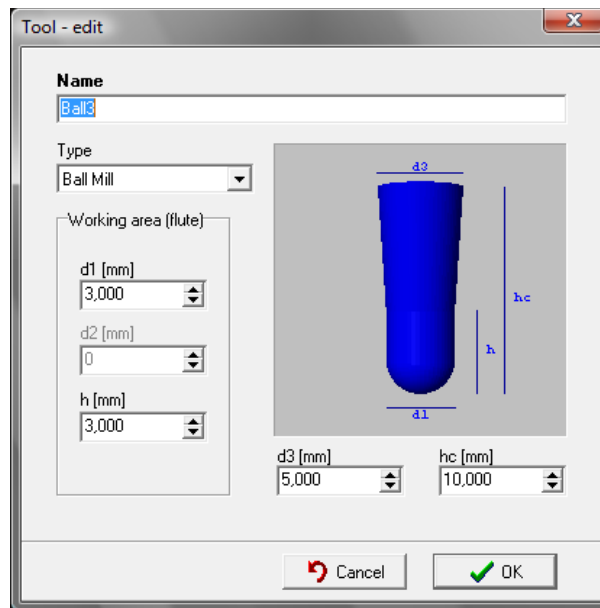 Tool - edit
Name
Ball3
Type
Ball Mill
Working area (flute)
d1 [mm]
3,000
d2 [mm]
0
h [mm]
3,000
d3
hc
h
d1
d3 [mm]
5,000
hc [mm]
10,000
Cancel
OK